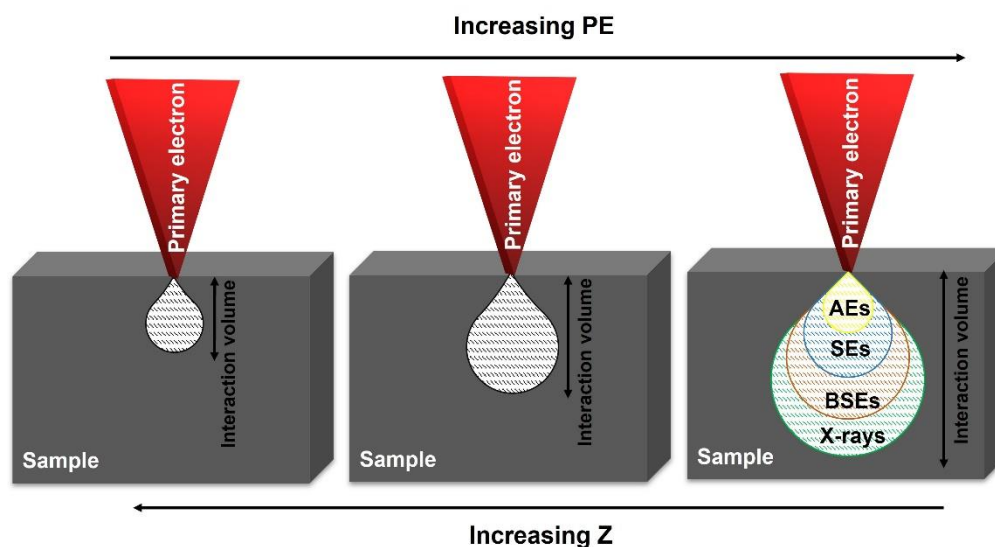 Increasing PE
Primary electron
Interaction volume
Sample
Primary electron
Interaction volume
Sample
Primary electron
AEs
SEs
BSEs
X-rays
Interaction volume
Sample
Increasing Z